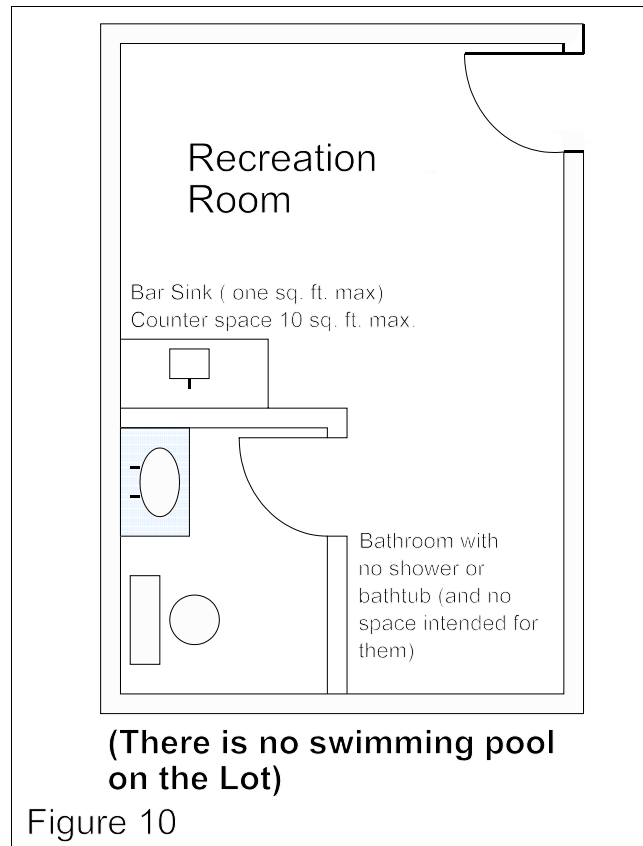 Recreation
Room
Bar Sink ( one sq. ft. max)
Counter space 10 sq. ft. max.
Bathroom with
no shower or
bathtub (and no
space intended for
them)
(There is no swimming pool
on the Lot)
Figure 10